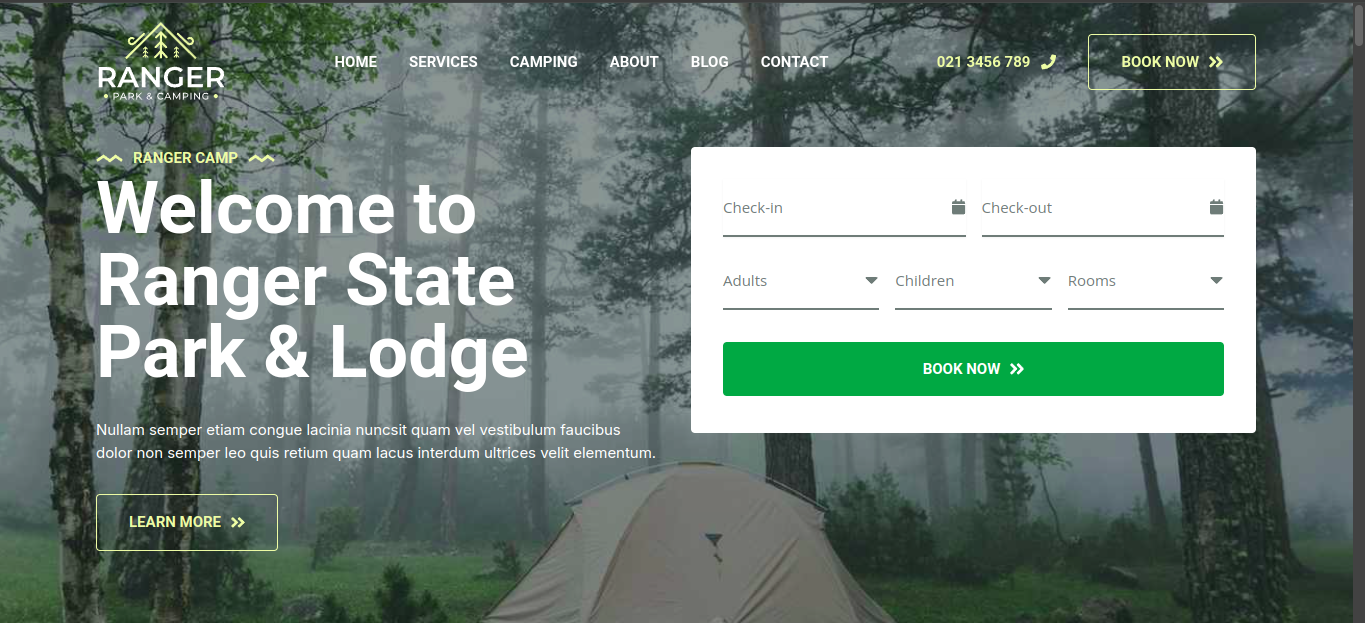 RANGER
PARK & CAMPING
HOME SERVICES CAMPING ABOUT BLOG CONTACT
021 3456 789
BOOK NOW
RANGER CAMP
Welcome to
Ranger State
Park & Lodge
Nullam semper etiam congue lacinia nuncsit quam vel vestibulum faucibus
dolor non semper leo quis retium quam lacus interdum ultrices velit elementum.
LEARN MORE
Check-in Check-out
Adults Children Rooms
BOOK NOW